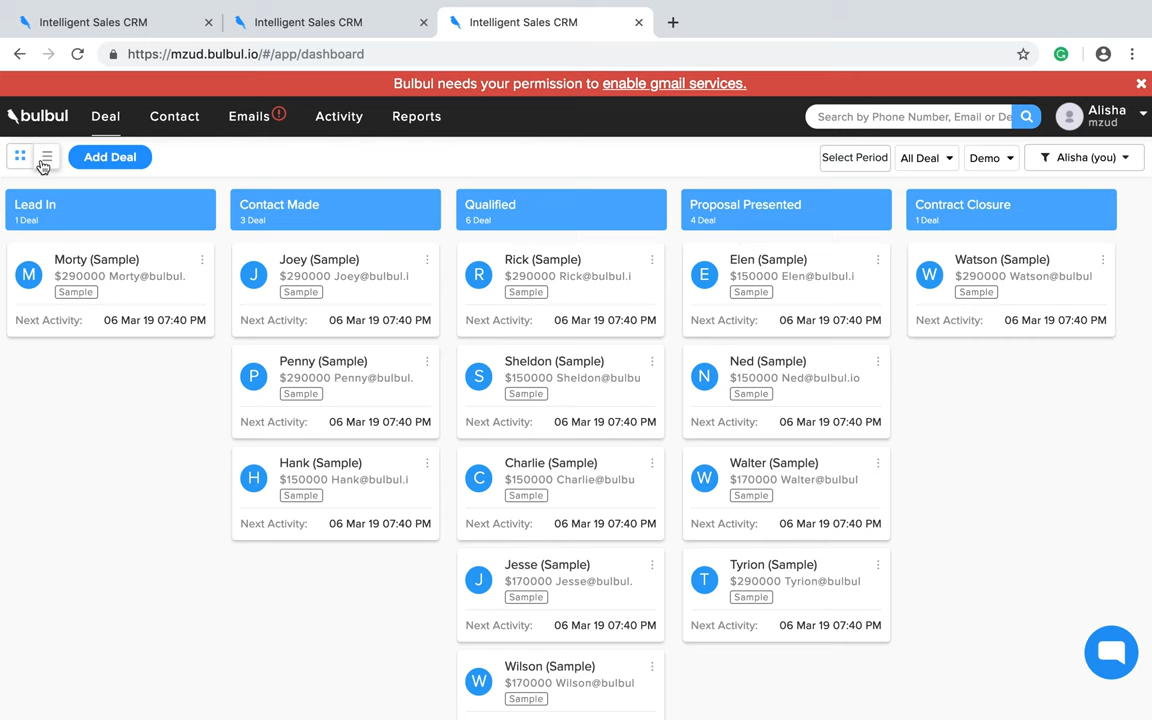 Intelligent Sales CRM
Intelligent Sales CRM
Intelligent Sales CRM
https://mzud.bulbul.io/#/app/dashboard
Bulbul needs your permission to enable gmail services.
bulbul Deal Contact Emails Activity Reports
Search by Phone Number, Email or De
Alisha
mzud
Add Deal
Select Period
All Deal
Demo
Alisha (you)
Lead In
1 Deal
M
Morty (Sample)
$290000 Morty@bulbul.
Sample
Next Activity: 06 Mar 19 07:40 PM
Contact Made
3 Deal
J
Joey (Sample)
$290000 Joey@bulbul.i
Sample
Next Activity: 06 Mar 19 07:40 PM
P
Penny (Sample)
$290000 Penny@bulbul.
Sample
Next Activity: 06 Mar 19 07:40 PM
H
Hank (Sample)
$150000 Hank@bulbul.i
Sample
Next Activity: 06 Mar 19 07:40 PM
Qualified
6 Deal
R
Rick (Sample)
$290000 Rick@bulbul.i
Sample
Next Activity: 06 Mar 19 07:40 PM
S
Sheldon (Sample)
$150000 Sheldon@bulbu
Sample
Next Activity: 06 Mar 19 07:40 PM
C
Charlie (Sample)
$150000 Charlie@bulbu
Sample
Next Activity: 06 Mar 19 07:40 PM
J
Jesse (Sample)
$170000 Jesse@bulbul.
Sample
Next Activity: 06 Mar 19 07:40 PM
W
Wilson (Sample)
$170000 Wilson@bulbul
Sample
Proposal Presented
4 Deal
E
Elen (Sample)
$150000 Elen@bulbul.i
Sample
Next Activity: 06 Mar 19 07:40 PM
N
Ned (Sample)
$150000 Ned@bulbul.io
Sample
Next Activity: 06 Mar 19 07:40 PM
W
Walter (Sample)
$170000 Walter@bulbul
Sample
Next Activity: 06 Mar 19 07:40 PM
T
Tyrion (Sample)
$290000 Tyrion@bulbul
Sample
Next Activity: 06 Mar 19 07:40 PM
Contract Closure
1 Deal
W
Watson (Sample)
$290000 Watson@bulbul
Sample
Next Activity: 06 Mar 19 07:40 PM